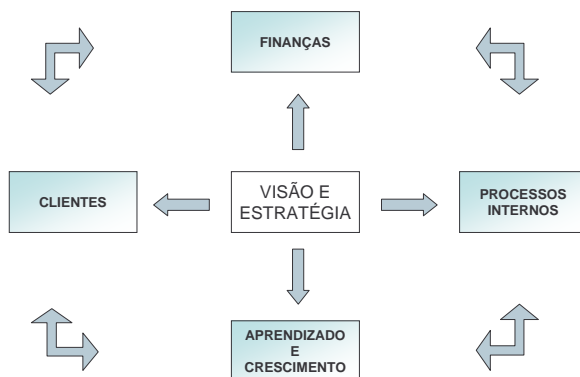 FINANÇAS
CLIENTES
VISÃO E
ESTRATÉGIA
PROCESSOS
INTERNOS
APRENDIZADO
E
CRESCIMENTO